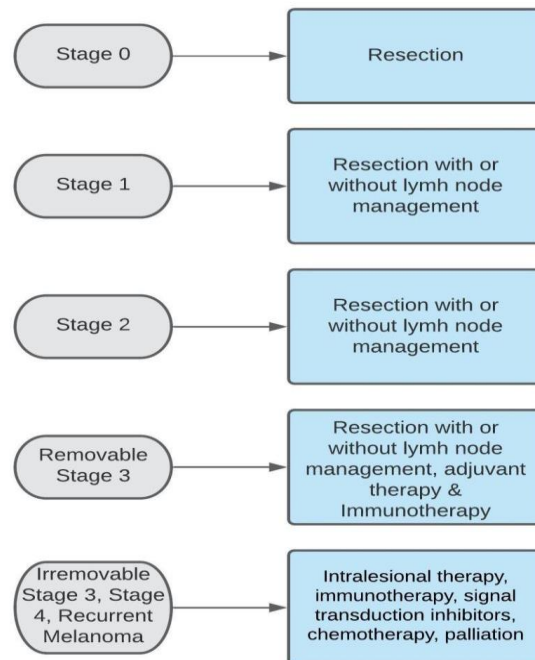 Stage 0
Resection
Stage 1
Resection with or
without lymh node
management
Stage 2
Resection with or
without lymh node
management
Removable
Stage 3
Resection with or
without lymh node
management, adjuvant
therapy &
Immunotherapy
Irremovable
Stage 3, Stage
4, Recurrent
Melanoma
Intralesional therapy,
immunotherapy, signal
transduction inhibitors,
chemotherapy, palliation